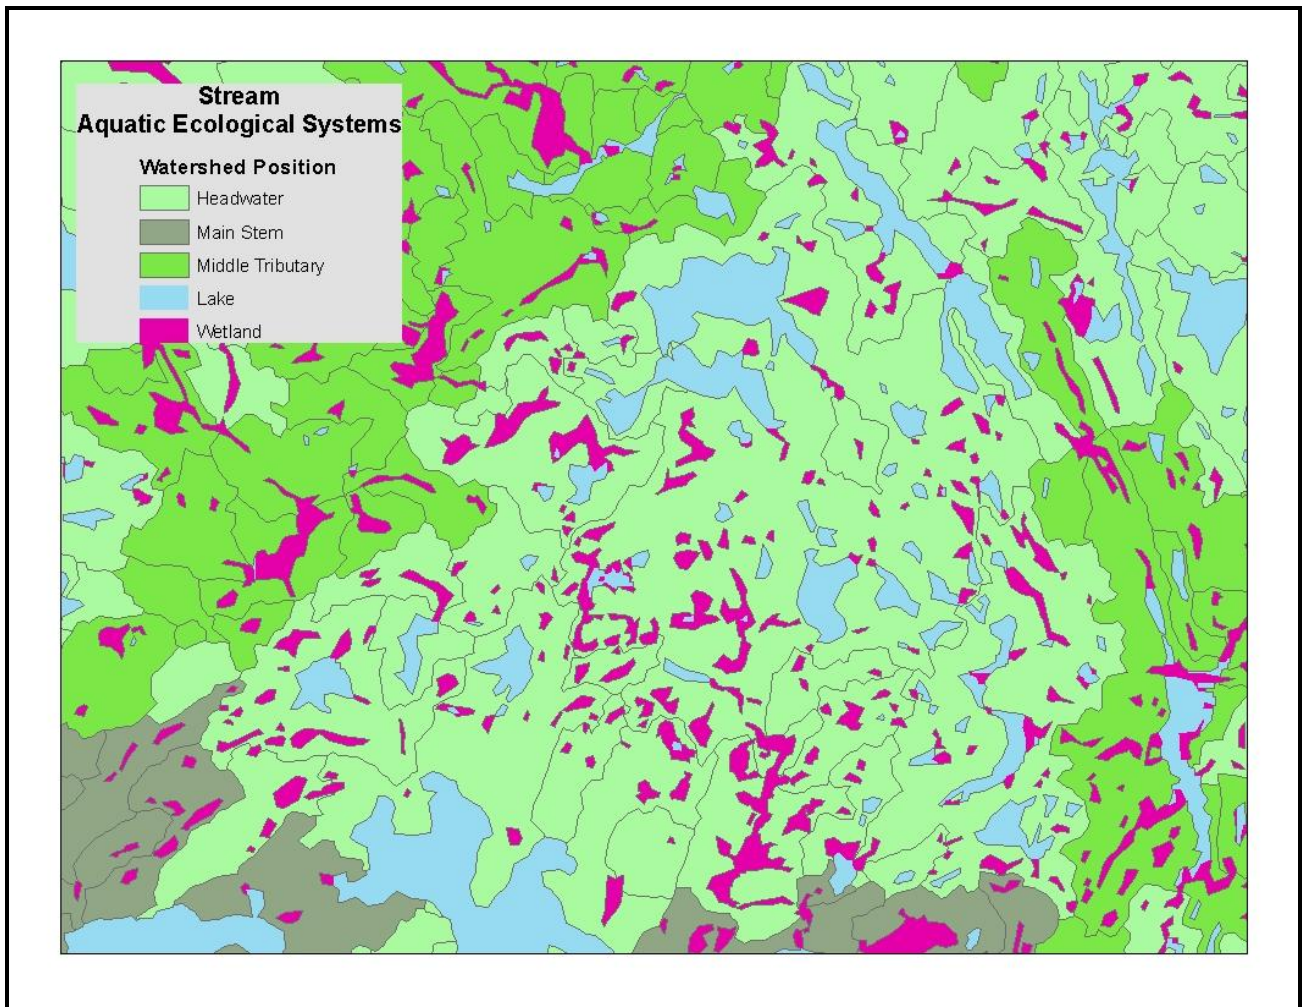 Stream
Aquatic Ecological Systems
Watershed Position
Headwater
Main Stem
Middle Tributary
Lake
Wetland